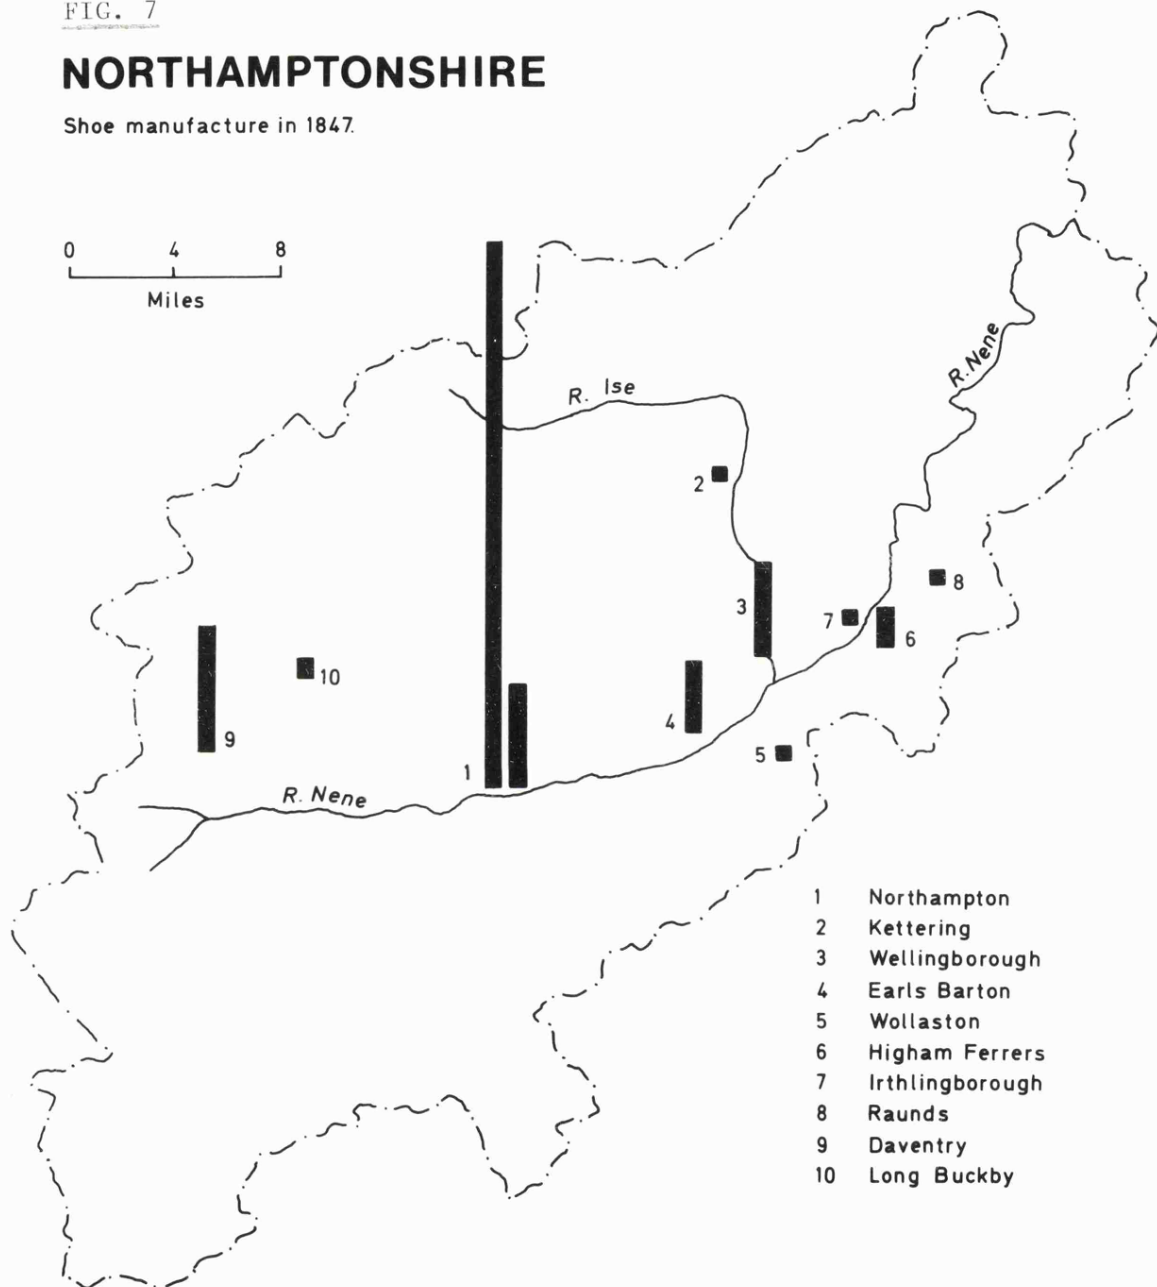 FIG. 7
NORTHAMPTONSHIRE
Shoe manufacture in 1847.
0 4 8
Miles
R. Ise
R. Nene
2
3
7
8
6
10
9
4
5
1
R. Nene
1 Northampton
2 Kettering
3 Wellingborough
4 Earls Barton
5 Wollaston
6 Higham Ferrers
7 Irthlingborough
8 Raunds
9 Daventry
10 Long Buckby